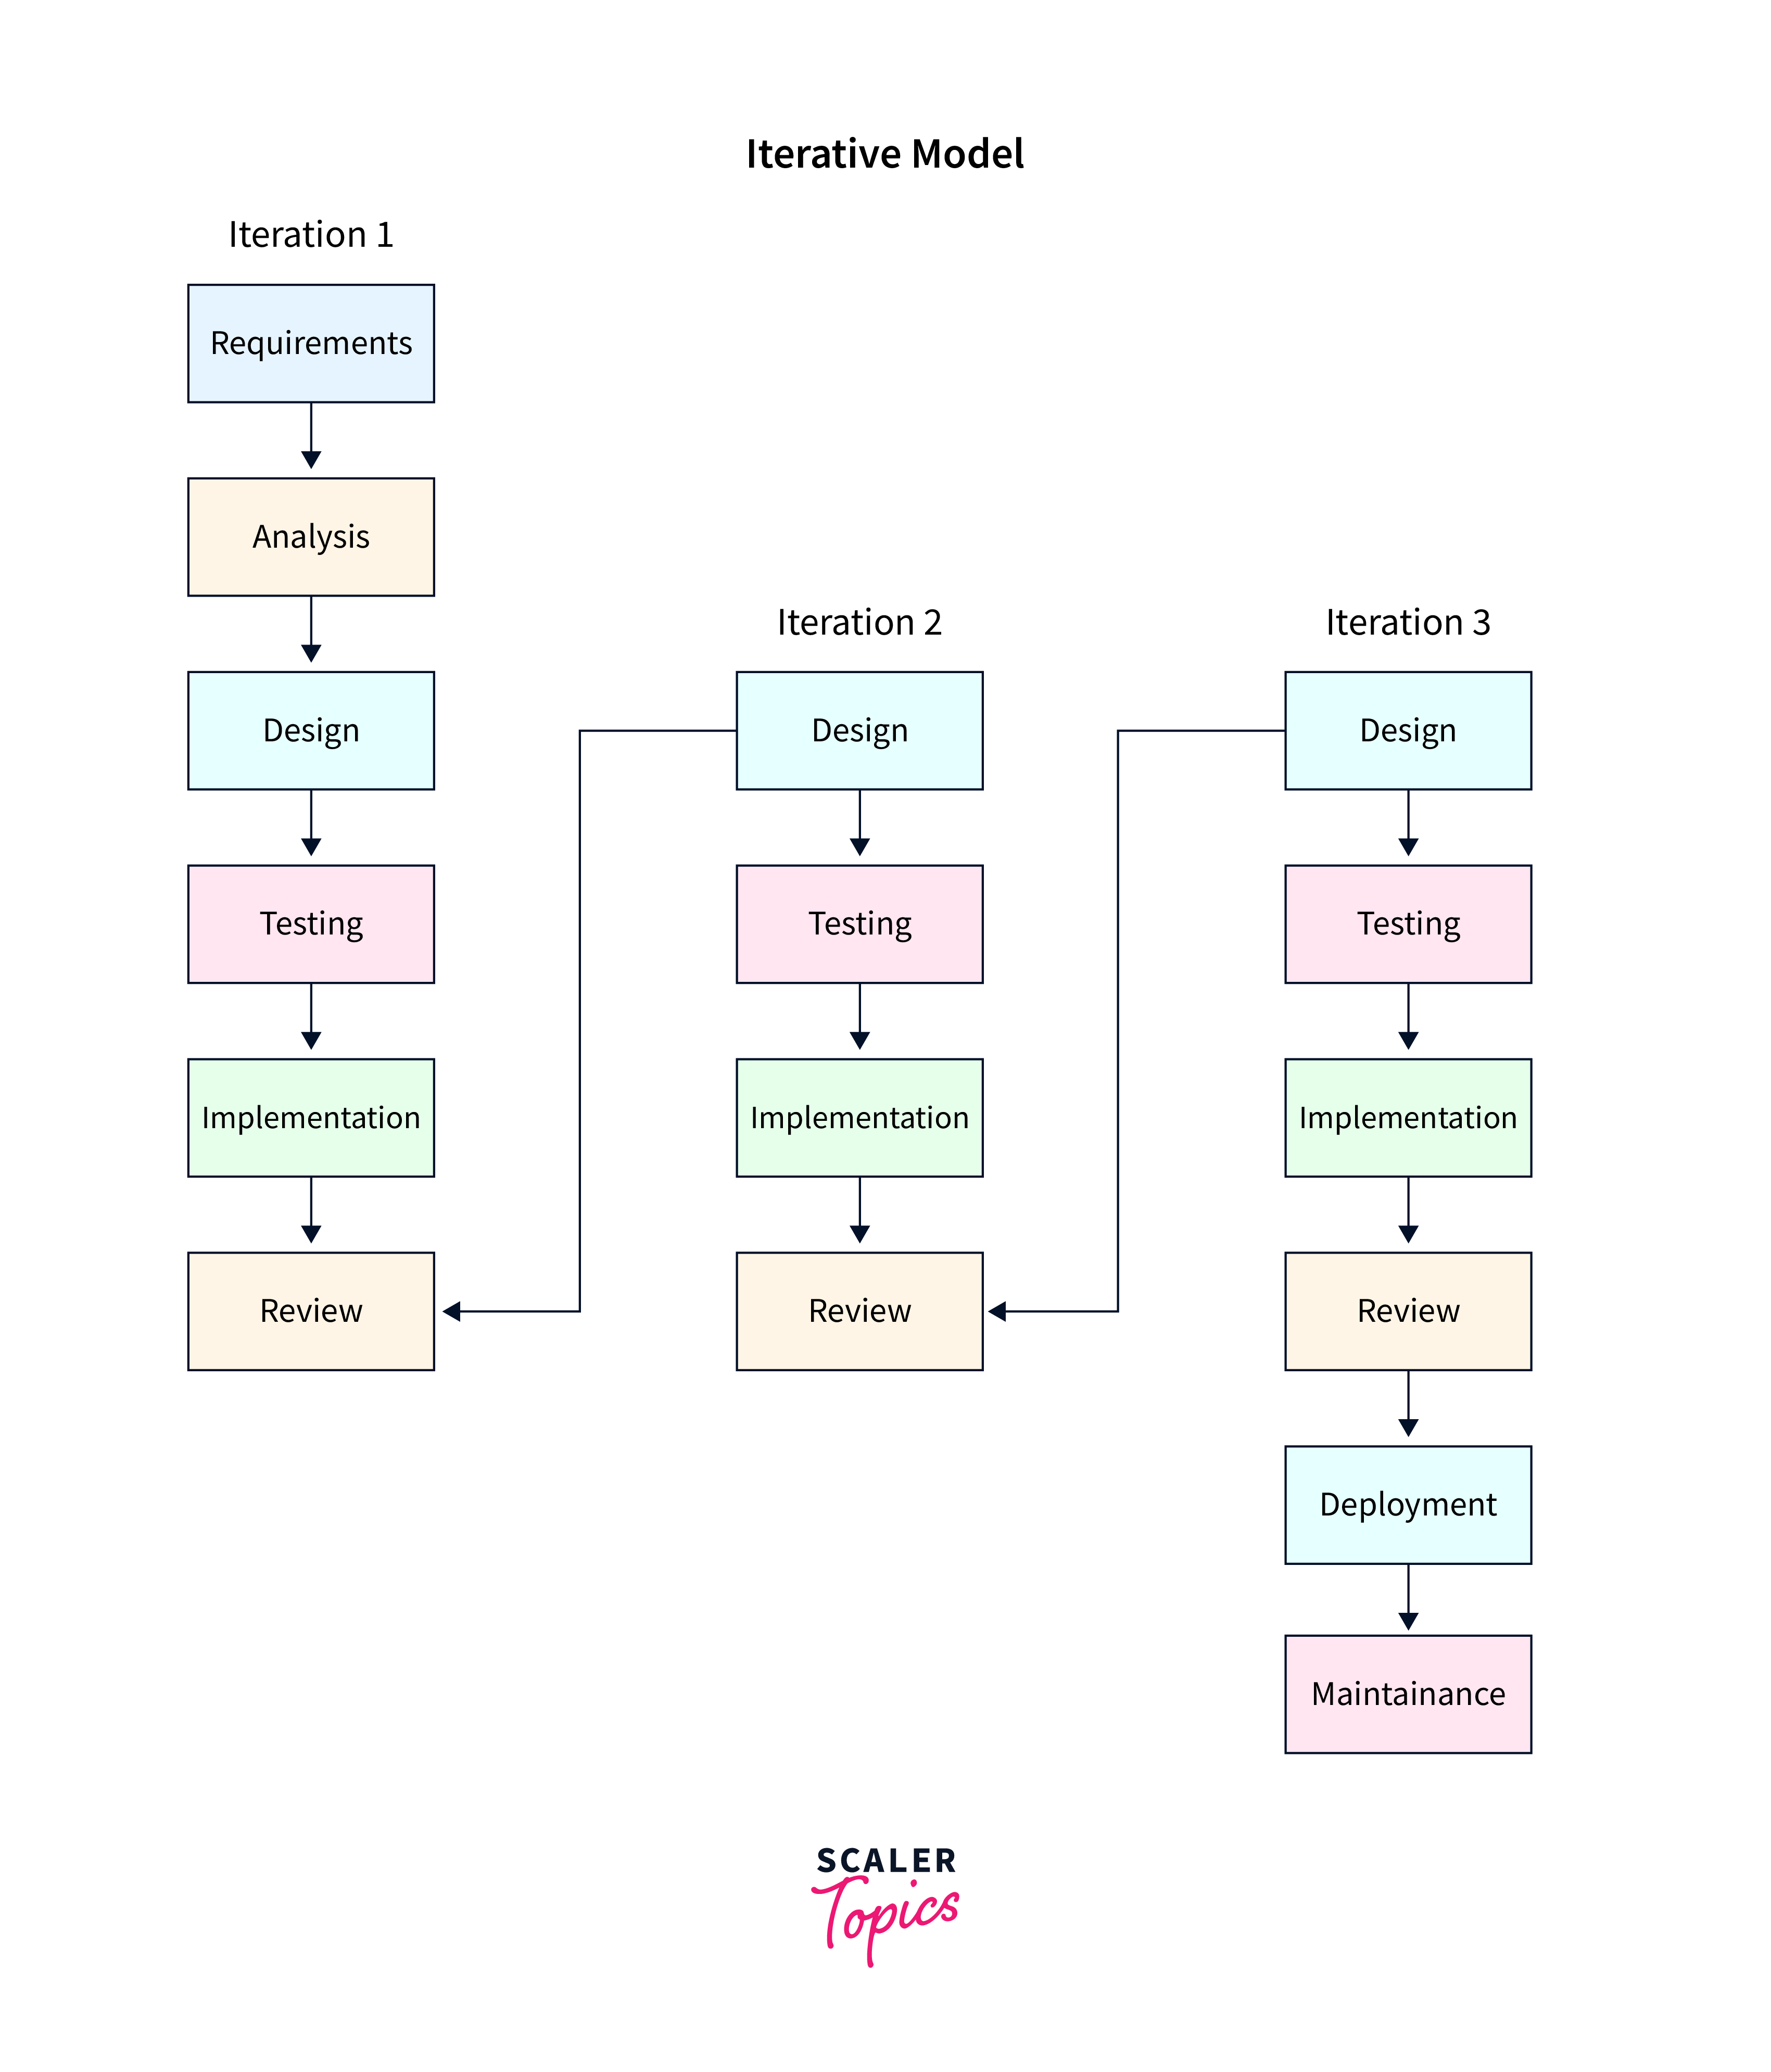 Iterative Model
Iteration 1
Requirements
Analysis
Design
Testing
Implementation
Review
Iteration 2
Design
Testing
Implementation
Review
Iteration 3
Design
Testing
Implementation
Review
Deployment
Maintainance
SCALER
Topics